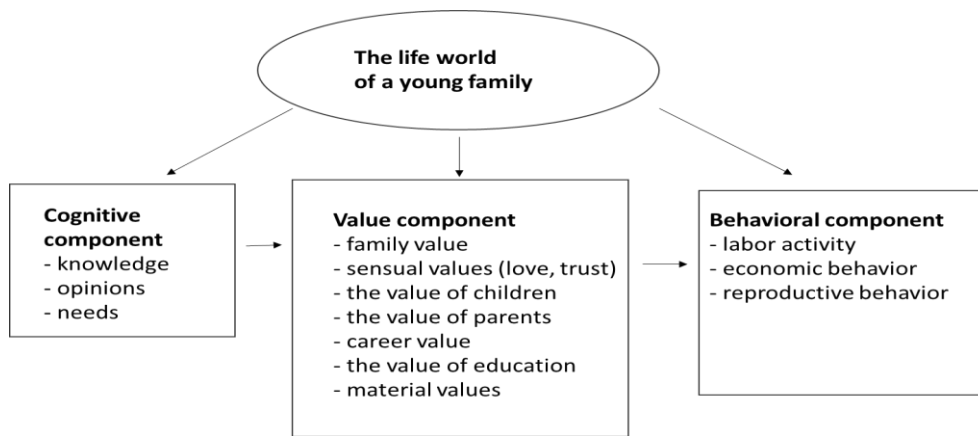 The life world
of a young family
Cognitive
component
- knowledge
- opinions
- needs
Value component
- family value
- sensual values (love, trust)
- the value of children
- the value of parents
- career value
- the value of education
- material values
Behavioral component
- labor activity
- economic behavior
- reproductive behavior